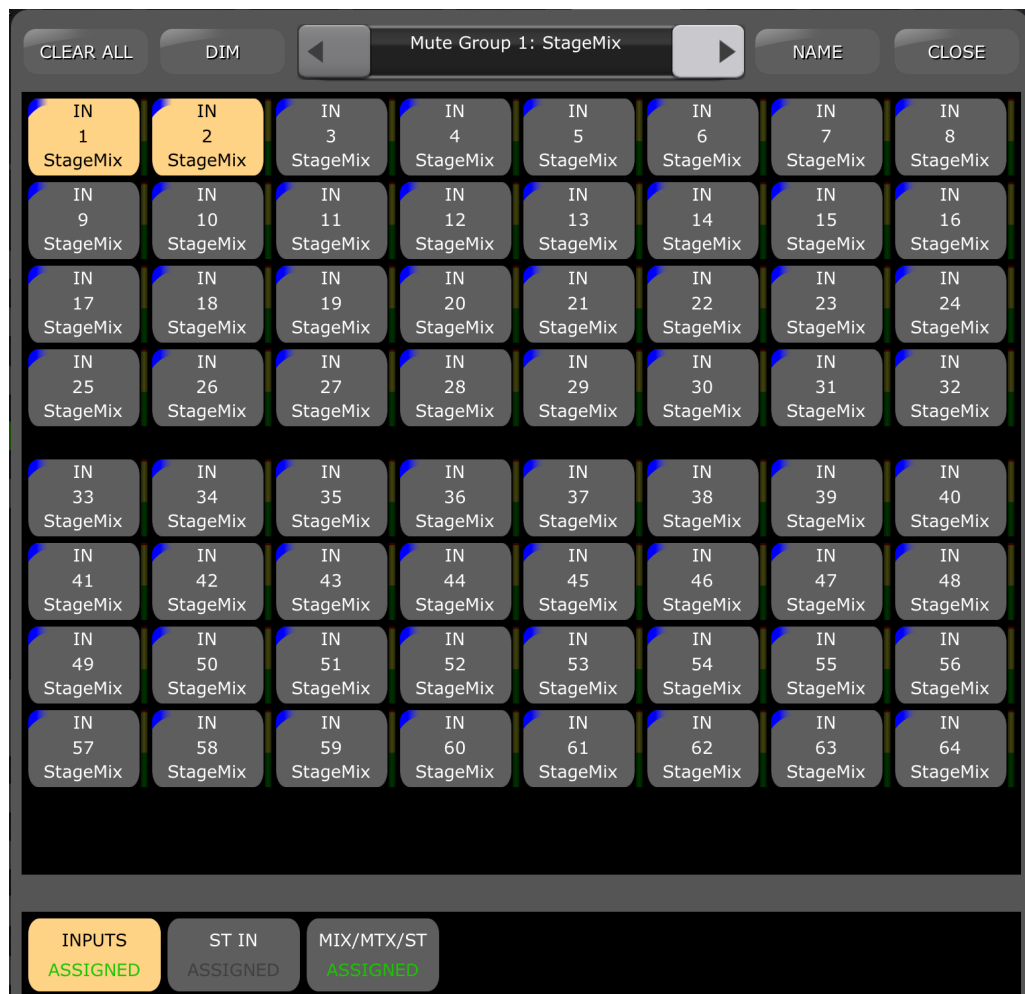 CLEAR ALL DIM Mute Group 1: StageMix NAME CLOSE
IN IN IN IN IN IN IN IN
1 2 3 4 5 6 7 8
StageMix StageMix StageMix StageMix StageMix StageMix StageMix StageMix
IN IN IN IN IN IN IN IN
9 10 11 12 13 14 15 16
StageMix StageMix StageMix StageMix StageMix StageMix StageMix StageMix
IN IN IN IN IN IN IN IN
17 18 19 20 21 22 23 24
StageMix StageMix StageMix StageMix StageMix StageMix StageMix StageMix
IN IN IN IN IN IN IN IN
25 26 27 28 29 30 31 32
StageMix StageMix StageMix StageMix StageMix StageMix StageMix StageMix
IN IN IN IN IN IN IN IN
33 34 35 36 37 38 39 40
StageMix StageMix StageMix StageMix StageMix StageMix StageMix StageMix
IN IN IN IN IN IN IN IN
41 42 43 44 45 46 47 48
StageMix StageMix StageMix StageMix StageMix StageMix StageMix StageMix
IN IN IN IN IN IN IN IN
49 50 51 52 53 54 55 56
StageMix StageMix StageMix StageMix StageMix StageMix StageMix StageMix
IN IN IN IN IN IN IN IN
57 58 59 60 61 62 63 64
StageMix StageMix StageMix StageMix StageMix StageMix StageMix StageMix
INPUTS ST IN MIX/MTX/ST
ASSIGNED ASSIGNED ASSIGNED